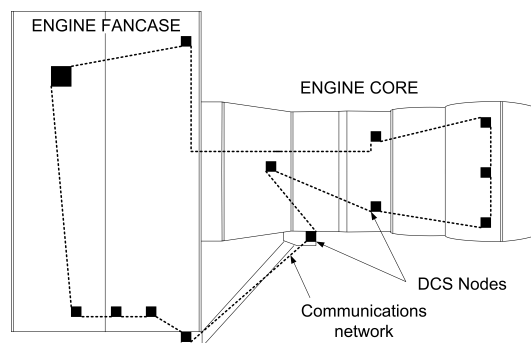 ENGINE FANCASE
ENGINE CORE
DCS Nodes
Communications
network